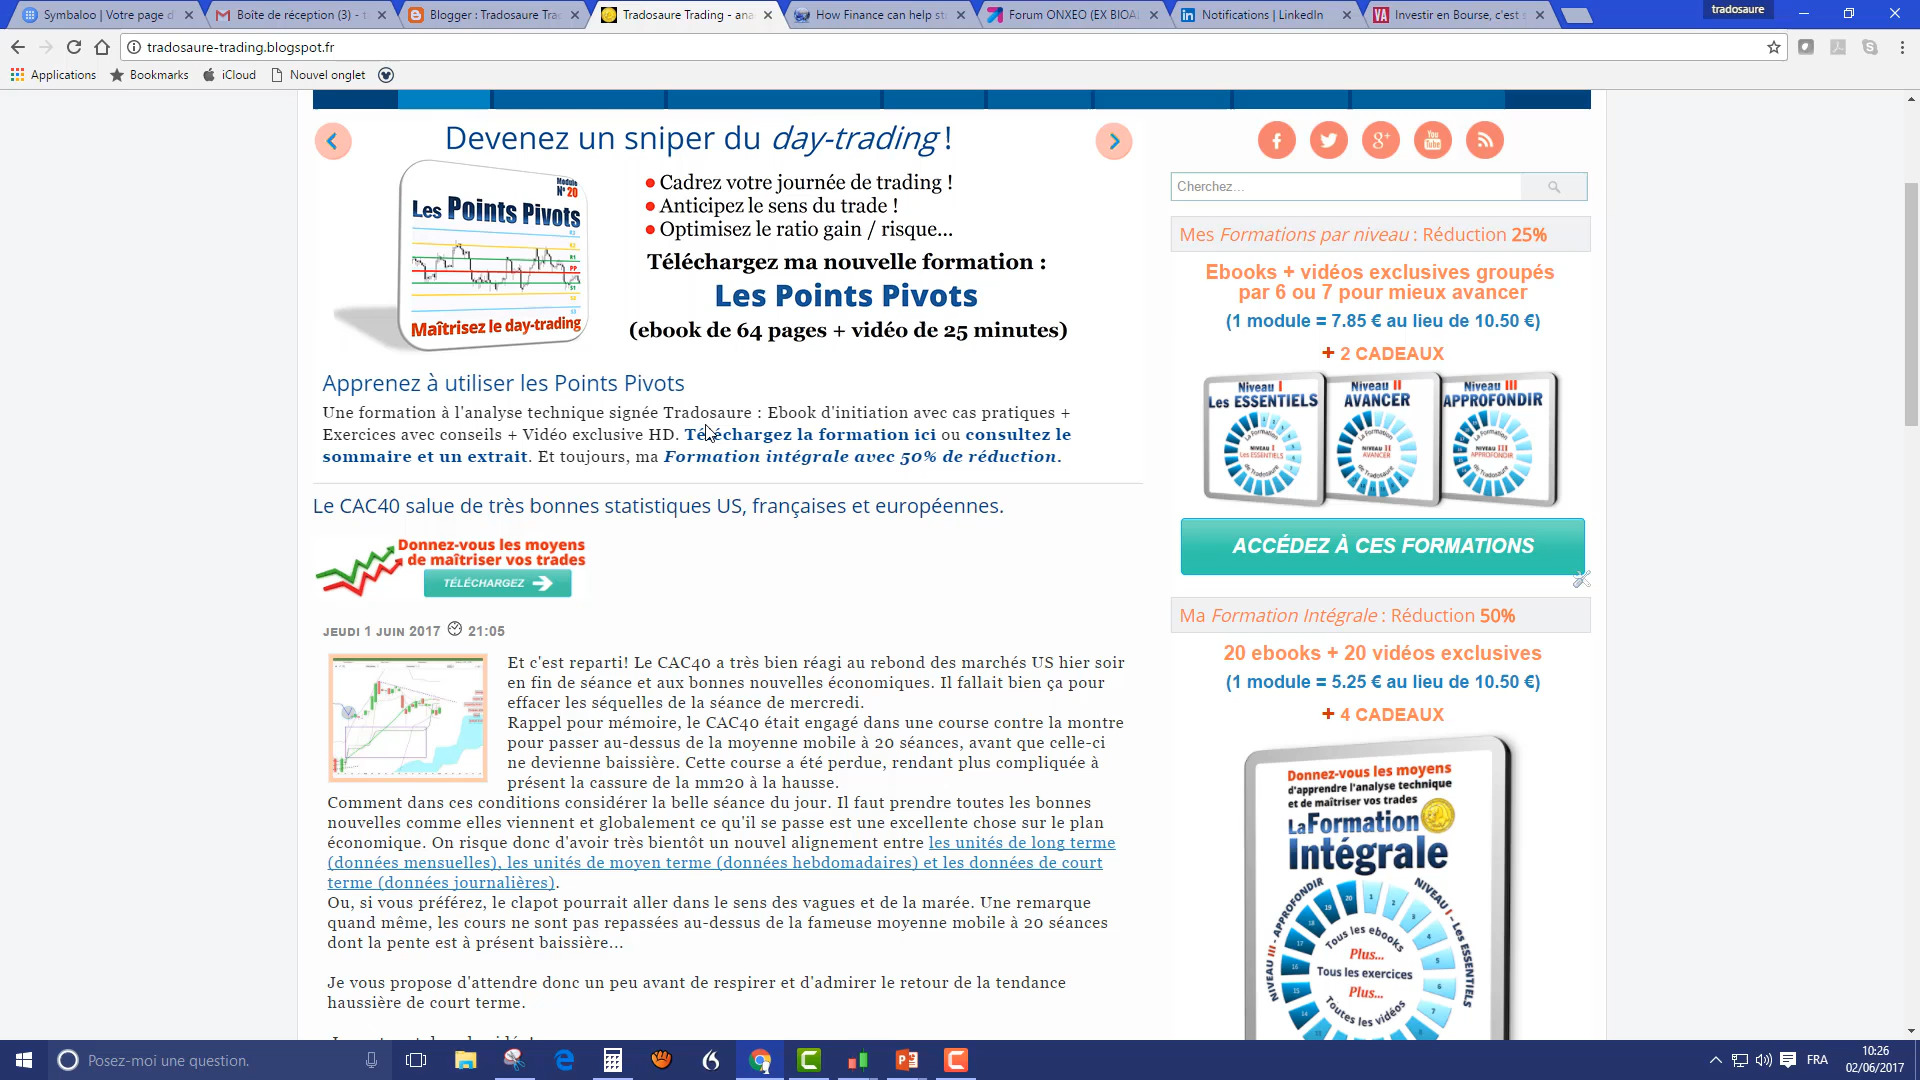 Symbaloo | Votre page d
Boîte de réception (3) - t
Blogger : Tradosaure Tra
Tradosaure Trading - ana
How Finance can help st
Forum ONXEO (EX BIOAL
Notifications | LinkedIn
Investir en Bourse, c'est
tradosaure
tradosaure-trading.blogspot.fr
Applications
Bookmarks
iCloud
Nouvel onglet
Devenez un sniper du day-trading !
Module
N° 20
Les Points Pivots
R1
PP
S1
Maîtrisez le day-trading
• Cadrez votre journée de trading !
• Anticipez le sens du trade !
• Optimisez le ratio gain / risque...
Téléchargez ma nouvelle formation :
Les Points Pivots
(ebook de 64 pages + vidéo de 25 minutes)
Apprenez à utiliser les Points Pivots
Une formation à l'analyse technique signée Tradosaure : Ebook d'initiation avec cas pratiques +
Exercices avec conseils + Vidéo exclusive HD. Téléchargez la formation ici ou consultez le
sommaire et un extrait. Et toujours, ma Formation intégrale avec 50% de réduction.
Le CAC40 salue de très bonnes statistiques US, françaises et européennes.
Donnez-vous les moyens
de maîtriser vos trades
TÉLÉCHARGEZ
JEUDI 1 JUIN 2017 21:05
Et c'est reparti! Le CAC40 a très bien réagi au rebond des marchés US hier soir
en fin de séance et aux bonnes nouvelles économiques. Il fallait bien ça pour
effacer les séquelles de la séance de mercredi.
Rappel pour mémoire, le CAC40 était engagé dans une course contre la montre
pour passer au-dessus de la moyenne mobile à 20 séances, avant que celle-ci
ne devienne baissière. Cette course a été perdue, rendant plus compliquée à
présent la cassure de la mm20 à la hausse.
Comment dans ces conditions considérer la belle séance du jour. Il faut prendre toutes les bonnes
nouvelles comme elles viennent et globalement ce qu'il se passe est une excellente chose sur le plan
économique. On risque donc d'avoir très bientôt un nouvel alignement entre les unités de long terme
(données mensuelles), les unités de moyen terme (données hebdomadaires) et les données de court
terme (données journalières).
Ou, si vous préférez, le clapot pourrait aller dans le sens des vagues et de la marée. Une remarque
quand même, les cours ne sont pas repassées au-dessus de la fameuse moyenne mobile à 20 séances
dont la pente est à présent baissière...
Je vous propose d'attendre donc un peu avant de respirer et d'admirer le retour de la tendance
haussière de court terme.
Cherchez...
Mes Formations par niveau : Réduction 25%
Ebooks + vidéos exclusives groupés
par 6 ou 7 pour mieux avancer
(1 module = 7.85 € au lieu de 10.50 €)
+ 2 CADEAUX
Niveau I
Les ESSENTIELS
Niveau II
AVANCER
Niveau III
APPROFONDIR
ACCÉDEZ À CES FORMATIONS
Ma Formation Intégrale : Réduction 50%
20 ebooks + 20 vidéos exclusives
(1 module = 5.25 € au lieu de 10.50 €)
+ 4 CADEAUX
Donnez-vous les moyens
d'apprendre l'analyse technique
et de maîtriser vos trades
La Formation
Intégrale
NIVEAU III - APPROFONDIR
NIVEAU I - Les ESSENTIELS
Tous les ebooks
Plus...
Tous les exercices
Plus...
Toutes les vidéos
Posez-moi une question.
FRA
10:26
02/06/2017